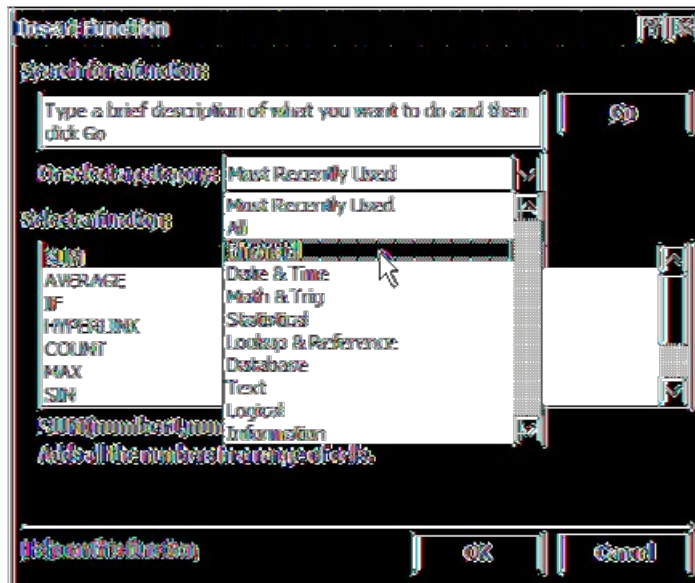 Insert Function
Search for a function:
Type a brief description of what you want to do and then
click Go
Go
Or select a category: Most Recently Used
Most Recently Used
All
Financial
Date & Time
Math & Trig
Statistical
Lookup & Reference
Database
Text
Logical
Information
Select a function:
SUM
AVERAGE
IF
HYPERLINK
COUNT
MAX
SIN
SUM(number1,num
Adds all the numbers in a range of cells.
Help on this function
OK
Cancel